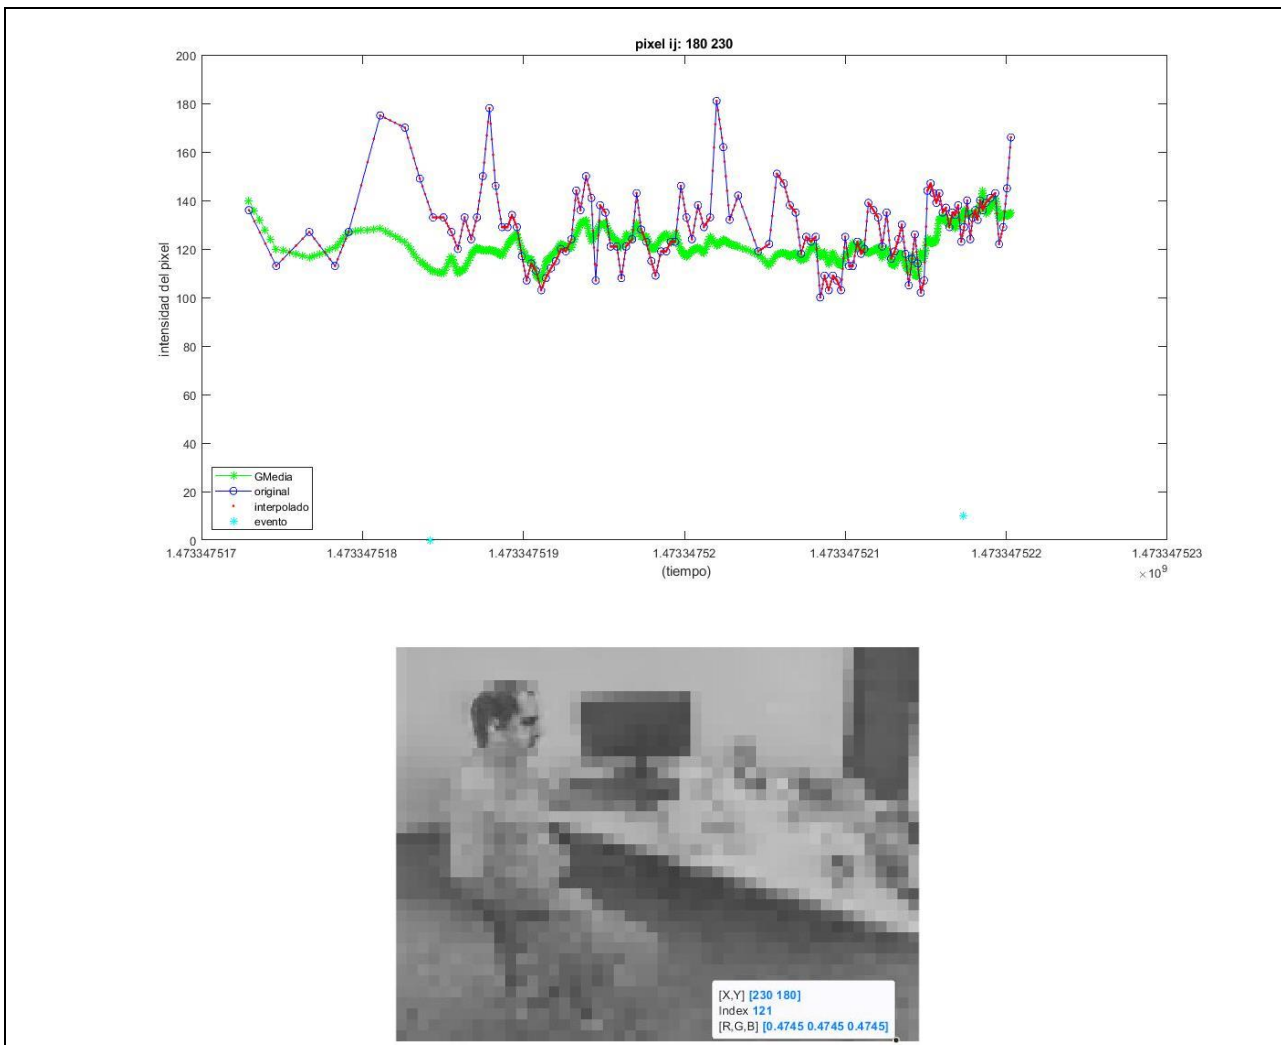 pixel ij: 180 230
200
180
160
140
120
100
80
60
40
20
0
intensidad del pixel
GMedia
original
interpolado
evento
1.473347517
1.473347518
1.473347519
1.47334752
1.473347521
1.473347522
1.473347523
(tiempo)
×10^9
[X,Y] [230 180]
Index 121
[R,G,B] [0.4745 0.4745 0.4745]